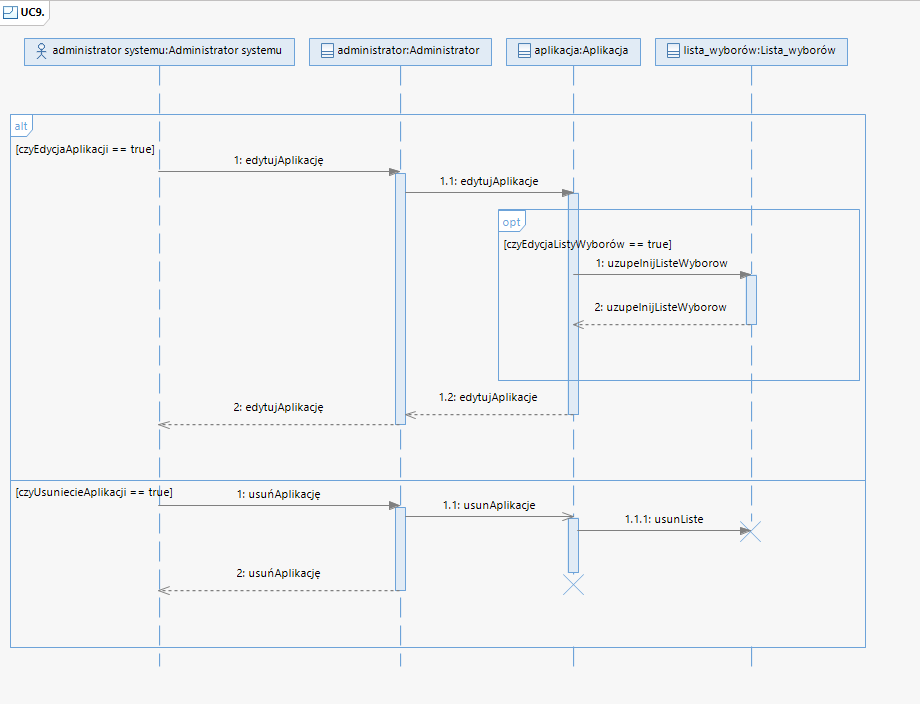 UC9.
administrator systemu:Administrator systemu
administrator:Administrator
aplikacja:Aplikacja
lista_wyborów:Lista_wyborów
alt
[czyEdycjaAplikacji == true]
1: edytujAplikację
1.1: edytujAplikacje
opt
[czyEdycjaListyWyborów == true]
1: uzupelnijListeWyborow
2: uzupelnijListeWyborow
1.2: edytujAplikacje
2: edytujAplikację
[czyUsuniecieAplikacji == true]
1: usuńAplikację
1.1: usunAplikacje
1.1.1: usunListe
2: usuńAplikację